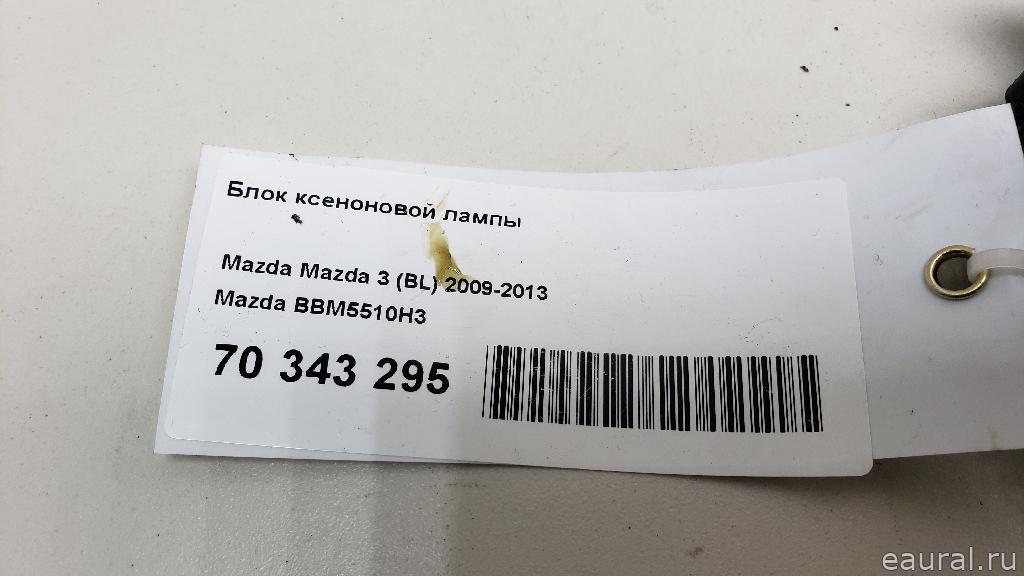 Блок ксеноновой лампы
Mazda Mazda 3 (BL) 2009-2013
Mazda BBM5510H3
70 343 295
eaural.ru